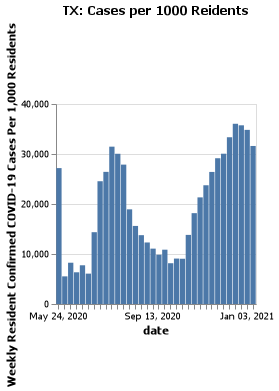 TX: Cases per 1000 Reidents
Weekly Resident Confirmed COVID-19 Cases Per 1,000 Residents
40,000
30,000
20,000
10,000
0
May 24, 2020
Sep 13, 2020
Jan 03, 2021
date